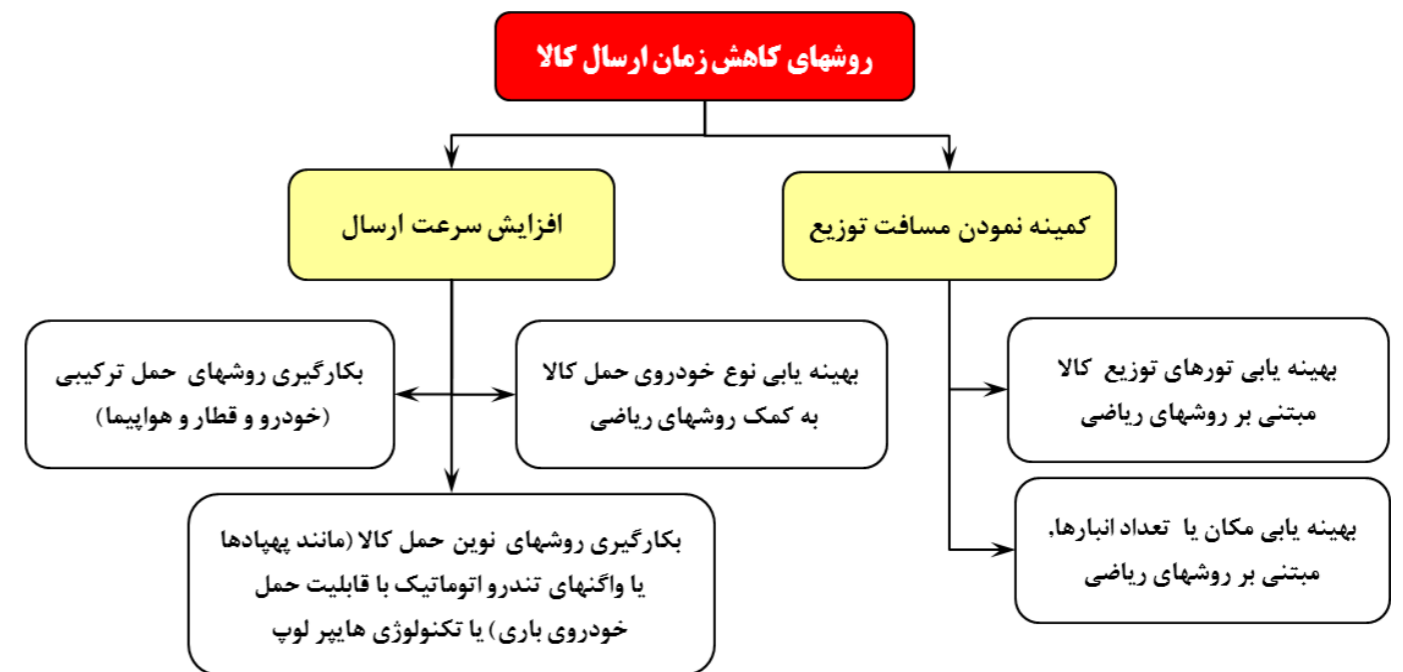 روشهای کاهش زمان ارسال کالا
کمینه نمودن مسافت توزیع
افزایش سرعت ارسال
بهینه یابی تورهای توزیع کالا
مبتنی بر روشهای ریاضی
بهینه یابی مکان یا تعداد انبارها,
مبتنی بر روشهای ریاضی
بهینه یابی نوع خودروی حمل کالا
به کمک روشهای ریاضی
بکارگیری روشهای حمل ترکیبی
(خودرو و قطار و هواپیما)
بکارگیری روشهای نوین حمل کالا (مانند پهپادها
یا واگنهای تندرو اتوماتیک با قابلیت حمل
خودروی باری) یا تکنولوژی هایپر لوپ